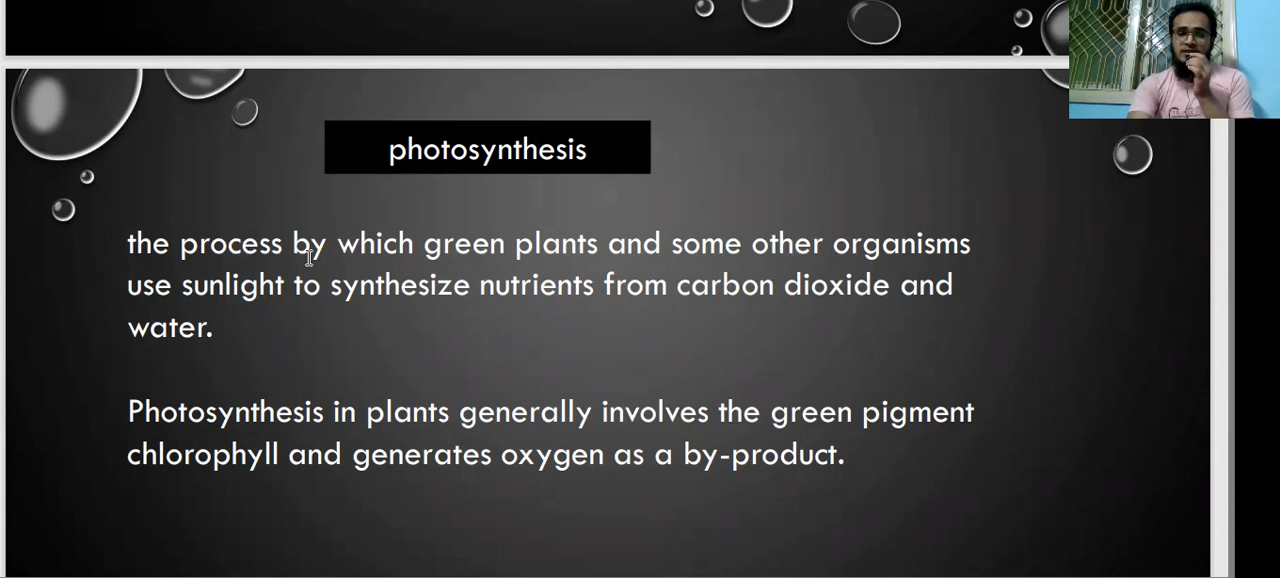 photosynthesis
the process by which green plants and some other organisms
use sunlight to synthesize nutrients from carbon dioxide and
water.
Photosynthesis in plants generally involves the green pigment
chlorophyll and generates oxygen as a by-product.